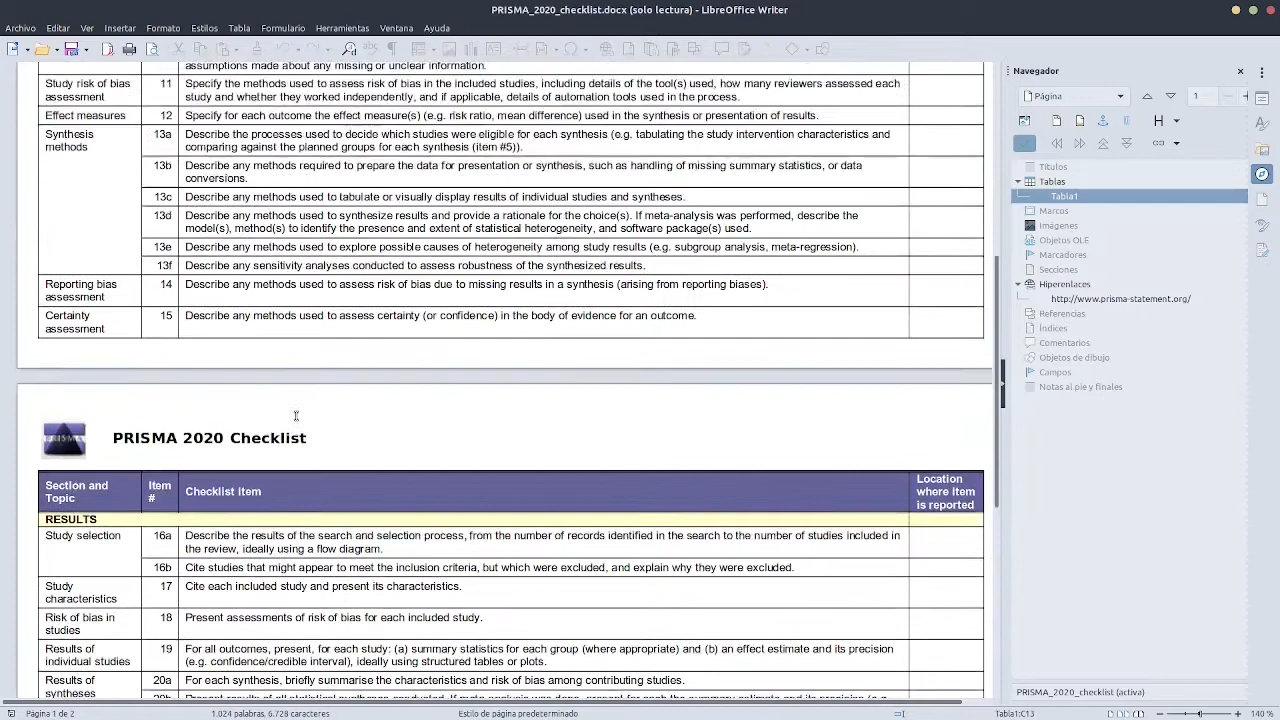 PRISMA_2020_checklist.docx (solo lectura) - LibreOffice Writer
Archivo Editar Ver Insertar Formato Estilos Tabla Formulario Herramientas Ventana Ayuda
assumptions made about any missing or unclear information.
Study risk of bias assessment 11 Specify the methods used to assess risk of bias in the included studies, including details of the tool(s) used, how many reviewers assessed each
study and whether they worked independently, and if applicable, details of automation tools used in the process.
Effect measures 12 Specify for each outcome the effect measure(s) (e.g. risk ratio, mean difference) used in the synthesis or presentation of results.
Synthesis methods 13a Describe the processes used to decide which studies were eligible for each synthesis (e.g. tabulating the study intervention characteristics and
comparing against the planned groups for each synthesis (item #5)).
13b Describe any methods required to prepare the data for presentation or synthesis, such as handling of missing summary statistics, or data
conversions.
13c Describe any methods used to tabulate or visually display results of individual studies and syntheses.
13d Describe any methods used to synthesize results and provide a rationale for the choice(s). If meta-analysis was performed, describe the
model(s), method(s) to identify the presence and extent of statistical heterogeneity, and software package(s) used.
13e Describe any methods used to explore possible causes of heterogeneity among study results (e.g. subgroup analysis, meta-regression).
13f Describe any sensitivity analyses conducted to assess robustness of the synthesized results.
Reporting bias assessment 14 Describe any methods used to assess risk of bias due to missing results in a synthesis (arising from reporting biases).
Certainty assessment 15 Describe any methods used to assess certainty (or confidence) in the body of evidence for an outcome.
PRISMA
PRISMA 2020 Checklist
Section and Topic Item # Checklist item Location where item is reported
RESULTS
Study selection 16a Describe the results of the search and selection process, from the number of records identified in the search to the number of studies included in
the review, ideally using a flow diagram.
16b Cite studies that might appear to meet the inclusion criteria, but which were excluded, and explain why they were excluded.
Study characteristics 17 Cite each included study and present its characteristics.
Risk of bias in studies 18 Present assessments of risk of bias for each included study.
Results of individual studies 19 For all outcomes, present, for each study: (a) summary statistics for each group (where appropriate) and (b) an effect estimate and its precision
(e.g. confidence/credible interval), ideally using structured tables or plots.
Results of syntheses 20a For each synthesis, briefly summarise the characteristics and risk of bias among contributing studies.
Navegador
Página 1
Títulos
Tablas
Tabla1
Marcos
Imágenes
Objetos OLE
Marcadores
Secciones
Hiperenlaces
http://www.prisma-statement.org/
Referencias
Índices
Comentarios
Objetos de dibujo
Campos
Notas al pie y finales
PRISMA_2020_checklist (activa)
Página 1 de 2 1.024 palabras, 6.728 caracteres Estilo de página predeterminado Tabla1:C13 140 %